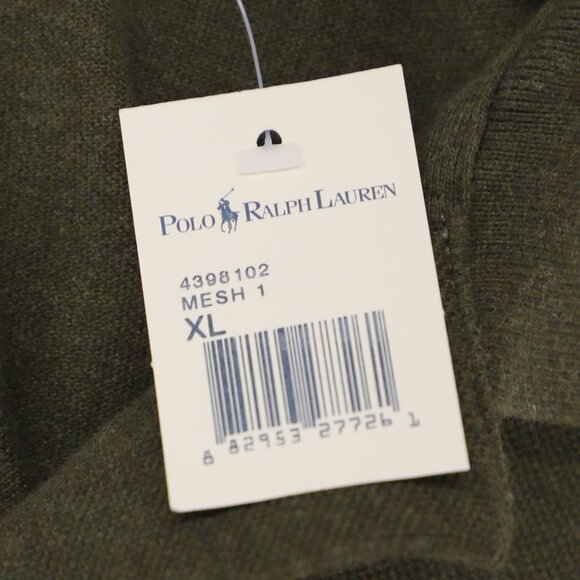 POLO RALPH LAUREN
4398102
MESH 1
XL
8 82953 27726 1